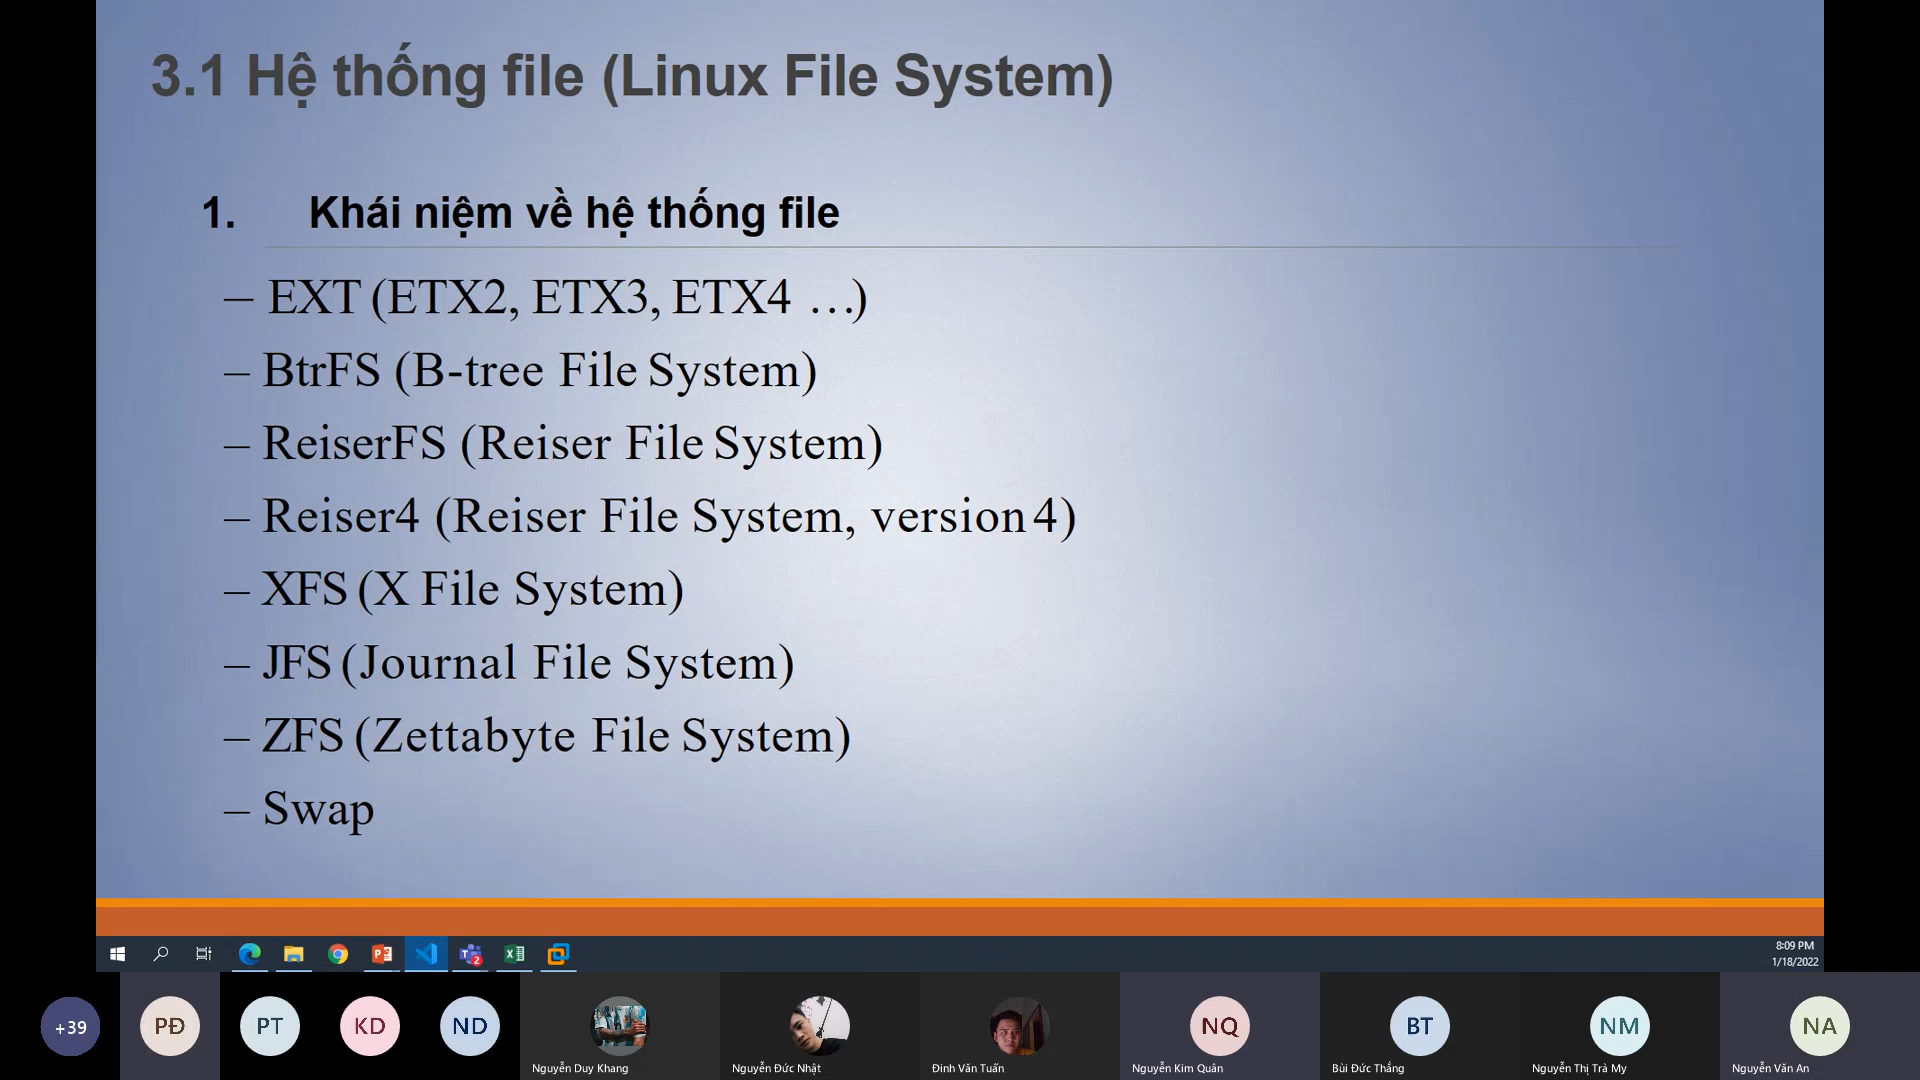 3.1 Hệ thống file (Linux File System)
1. Khái niệm về hệ thống file
– EXT (ETX2, ETX3, ETX4 …)
– BtrFS (B-tree File System)
– ReiserFS (Reiser File System)
– Reiser4 (Reiser File System, version 4)
– XFS (X File System)
– JFS (Journal File System)
– ZFS (Zettabyte File System)
– Swap
8:09 PM
1/18/2022
2
+39
PĐ
PT
KD
ND
NQ
BT
NM
NA
Nguyễn Duy Khang
Nguyễn Đức Nhật
Đinh Văn Tuấn
Nguyễn Kim Quân
Bùi Đức Thắng
Nguyễn Thị Trà My
Nguyễn Văn An